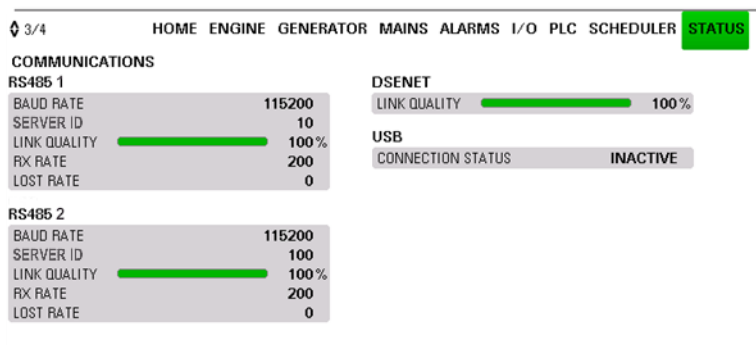 3/4 HOME ENGINE GENERATOR MAINS ALARMS I/O PLC SCHEDULER STATUS
COMMUNICATIONS
RS485 1
BAUD RATE 115200
SERVER ID 10
LINK QUALITY 100%
RX RATE 200
LOST RATE 0
RS485 2
BAUD RATE 115200
SERVER ID 100
LINK QUALITY 100%
RX RATE 200
LOST RATE 0
DSENET
LINK QUALITY 100%
USB
CONNECTION STATUS INACTIVE